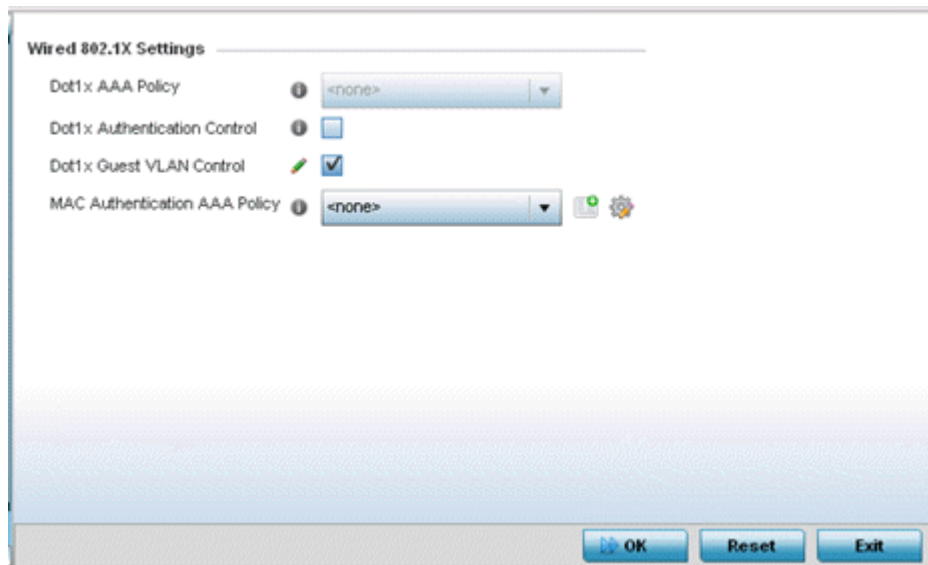 Wired 802.1X Settings
Dot1x AAA Policy <none>
Dot1x Authentication Control
Dot1x Guest VLAN Control
MAC Authentication AAA Policy <none>
OK Reset Exit